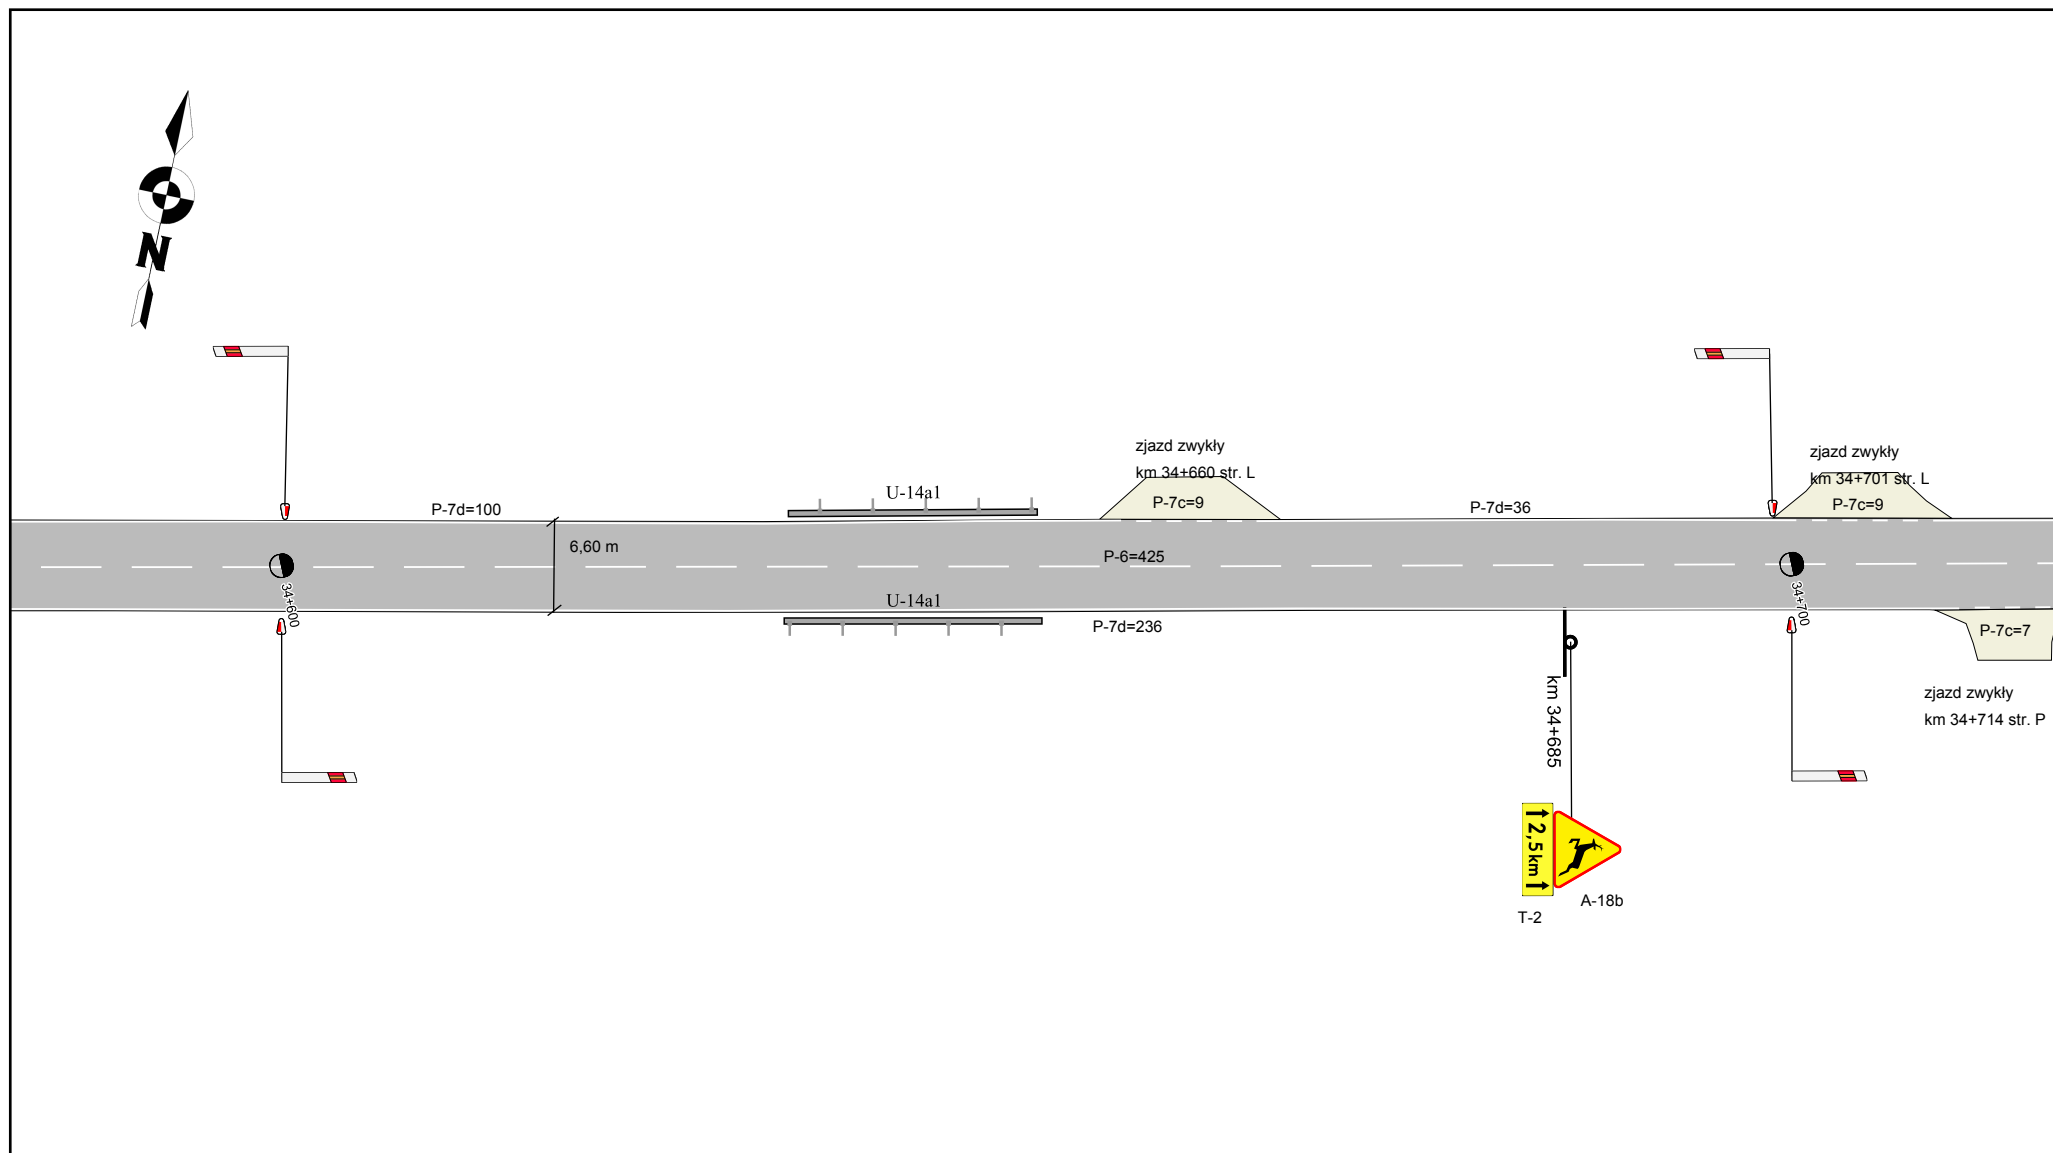 N
zjazd zwykły
km 34+660 str. L
zjazd zwykły
km 34+701 str. L
U-14a1
P-7d=100
P-7c=9
P-7d=36
P-7c=9
6,60 m
P-6=425
34+600
34+700
U-14a1
P-7d=236
P-7c=7
zjazd zwykły
km 34+714 str. P
km 34+685
2,5 km
A-18b
T-2